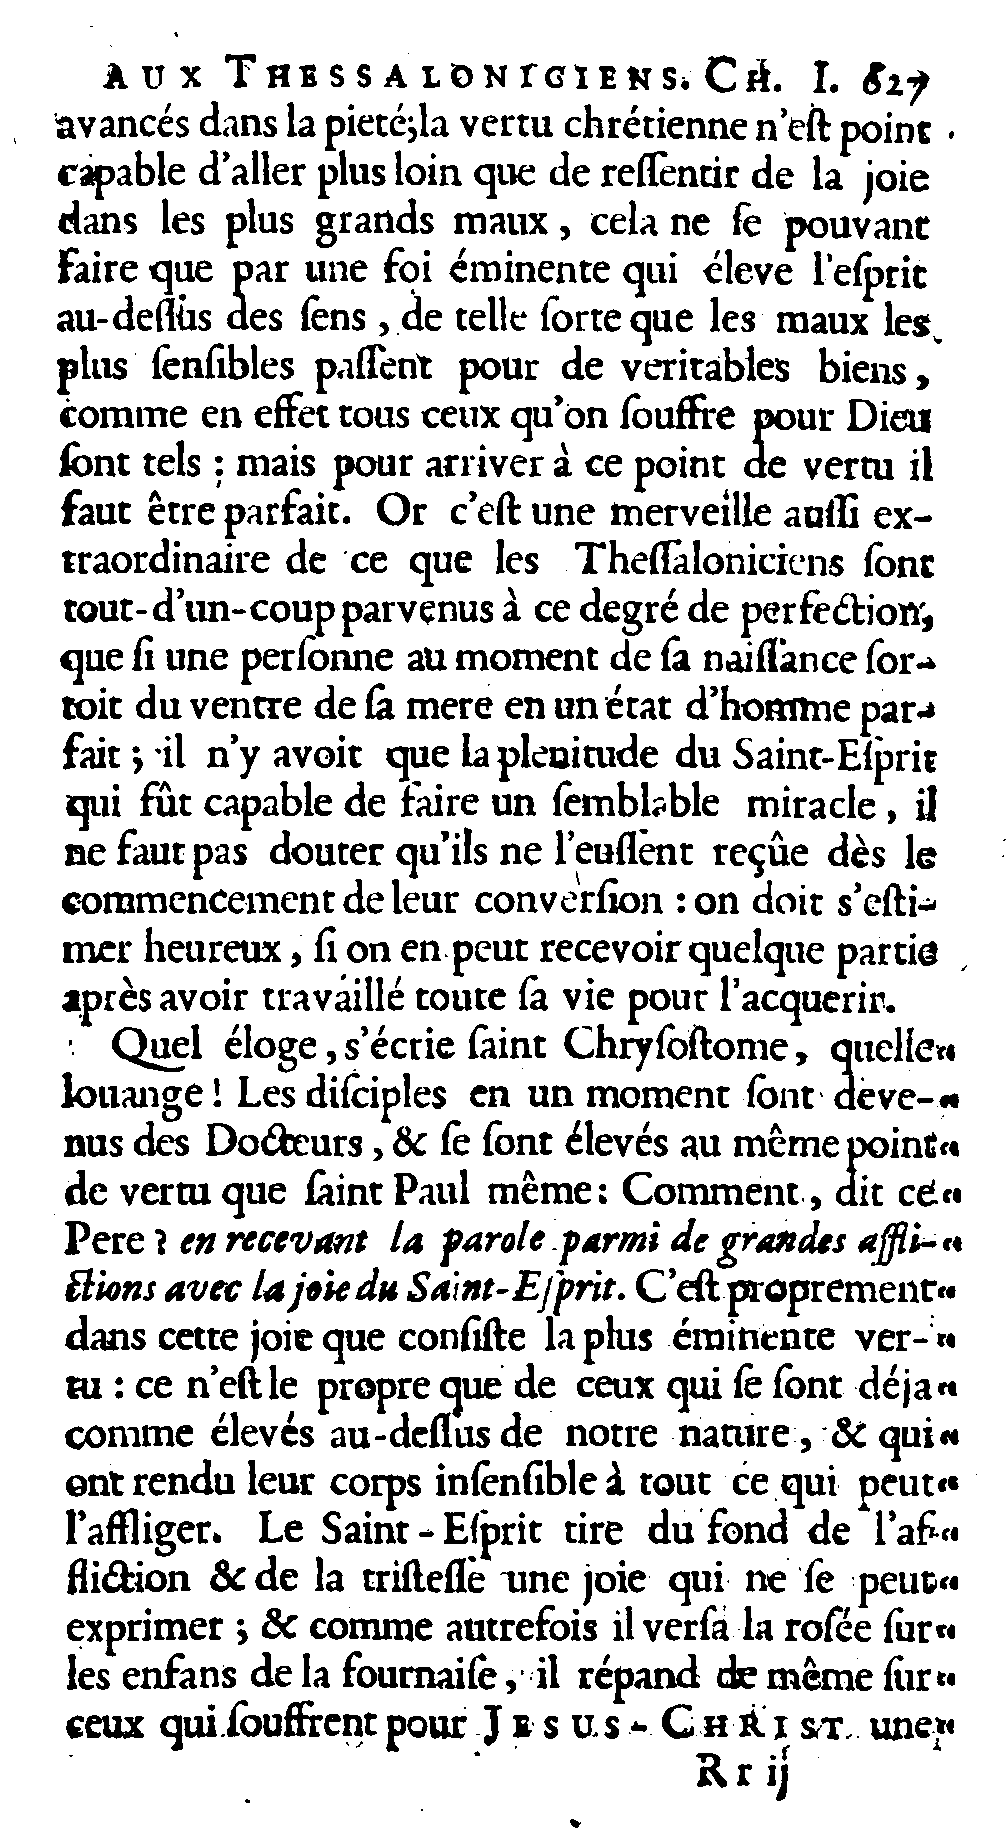 AUX THESSALONICIENS. CH. I. 627
avancés dans la pieté; la vertu chrétienne n'eſt point
capable d'aller plus loin que de reſſentir de la joie
dans les plus grands maux, cela ne ſe pouvant
faire que par une foi éminente qui éleve l'eſprit
au-deſſus des ſens, de telle ſorte que les maux les
plus ſenſibles paſſent pour de veritables biens,
comme en effet tous ceux qu'on ſouffre pour Dieu
ſont tels; mais pour arriver à ce point de vertu il
faut être parfait. Or c'eſt une merveille auſſi ex-
traordinaire de ce que les Theſſaloniciens ſont
tout-d'un-coup parvenus à ce degré de perfection,
que ſi une perſonne au moment de ſa naiſſance ſor-
toit du ventre de ſa mere en un état d'homme par-
fait; il n'y avoit que la plenitude du Saint-Eſprit
qui fût capable de faire un ſemblable miracle, il
ne faut pas douter qu'ils ne l'euſſent reçûe dès le
commencement de leur converſion : on doit s'eſti-
mer heureux, ſi on en peut recevoir quelque partie
après avoir travaillé toute ſa vie pour l'acquerir.
Quel éloge, s'écrie ſaint Chryſoſtome, quelle "
louange! Les diſciples en un moment ſont deve- "
nus des Docteurs, & ſe ſont élevés au même point "
de vertu que ſaint Paul même: Comment, dit ce "
Pere? en recevant la parole parmi de grandes affli- "
ctions avec la joie du Saint-Eſprit. C'eſt proprement "
dans cette joie que conſiſte la plus éminente ver- "
tu : ce n'eſt le propre que de ceux qui ſe ſont déja "
comme élevés au-deſſus de notre nature, & qui "
ont rendu leur corps inſenſible à tout ce qui peut "
l'affliger. Le Saint-Eſprit tire du fond de l'af- "
fliction & de la triſteſſe une joie qui ne ſe peut "
exprimer; & comme autrefois il verſa la roſée ſur "
les enfans de la fournaiſe, il répand de même ſur "
ceux qui ſouffrent pour JESUS-CHRIST une "
R r ij